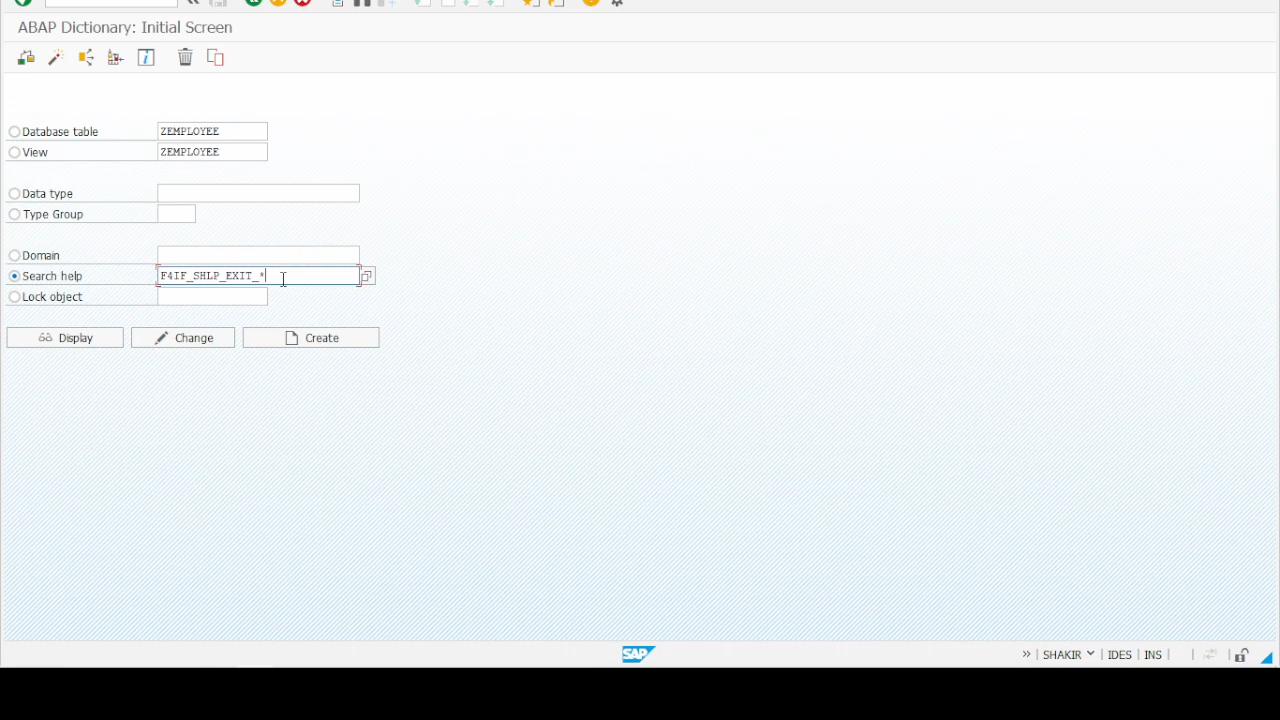 ABAP Dictionary: Initial Screen
Database table ZEMPLOYEE
View ZEMPLOYEE
Data type
Type Group
Domain
Search help F4IF_SHLP_EXIT_*
Lock object
Display Change Create
SAP » SHAKIR IDES INS